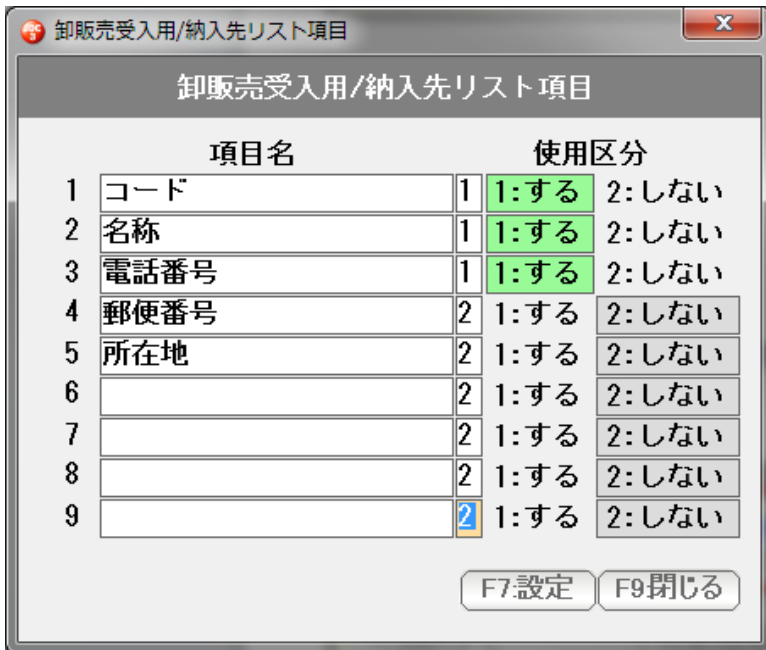 卸販売受入用/納入先リスト項目
卸販売受入用/納入先リスト項目
項目名 使用区分
1 コード 1 1:する 2:しない
2 名称 1 1:する 2:しない
3 電話番号 1 1:する 2:しない
4 郵便番号 2 1:する 2:しない
5 所在地 2 1:する 2:しない
6 2 1:する 2:しない
7 2 1:する 2:しない
8 2 1:する 2:しない
9 2 1:する 2:しない
F7:設定 F9:閉じる